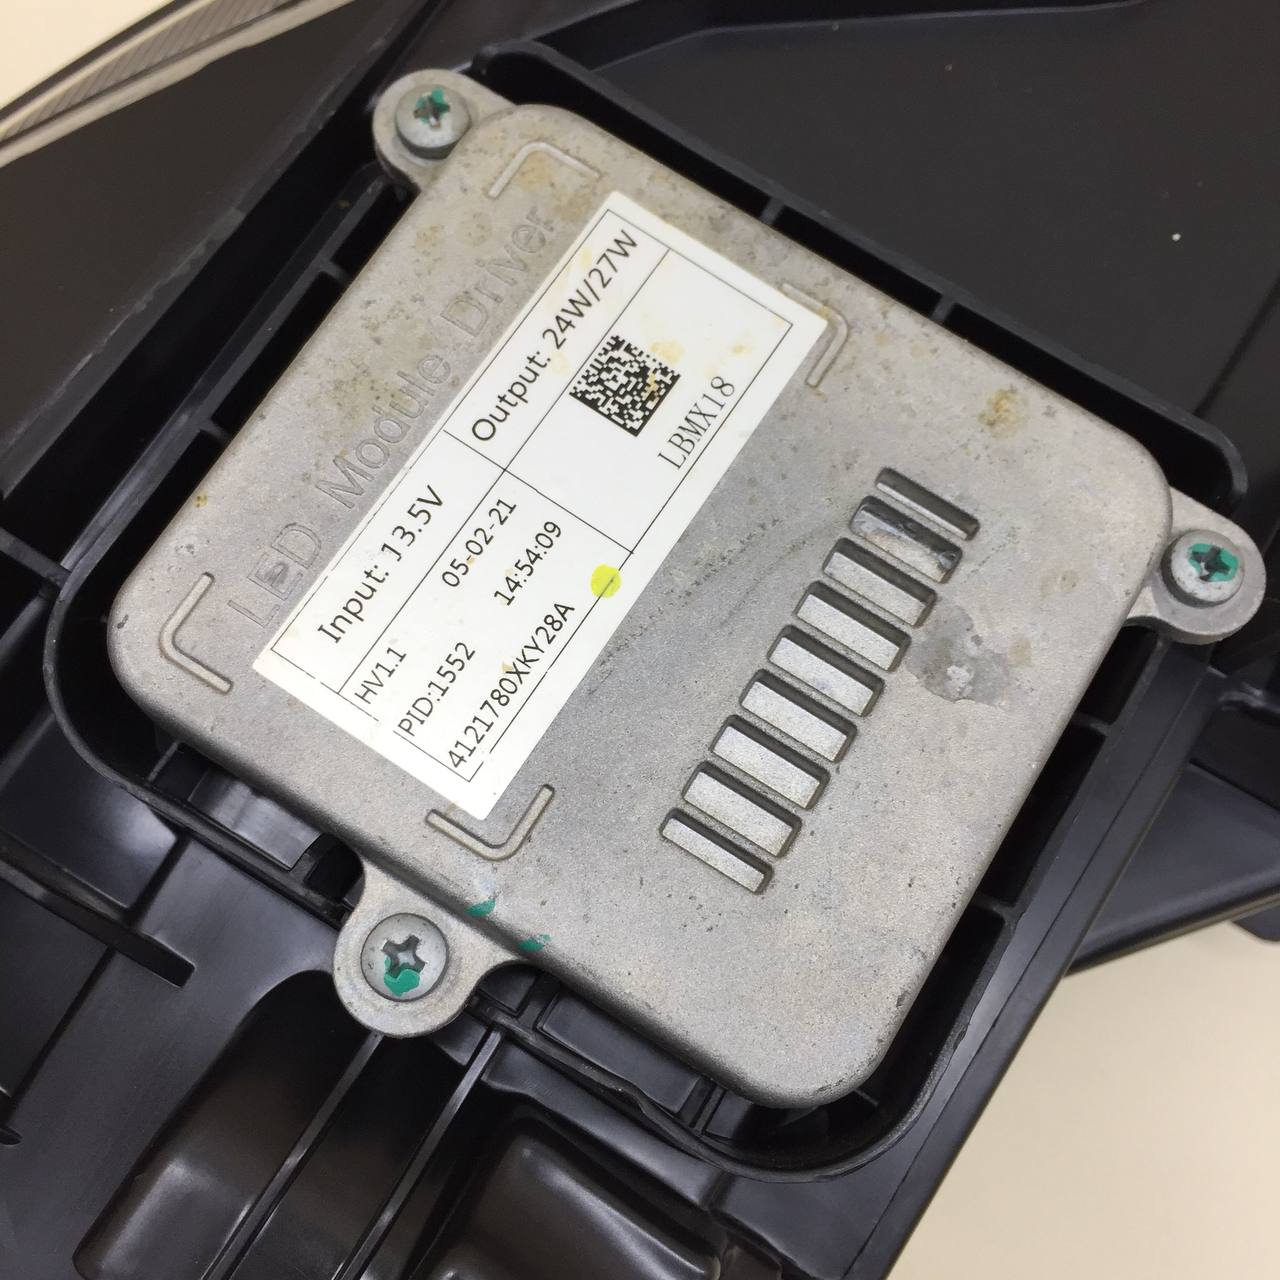 LED Module Driver
Input: 13.5V
Output: 24W/27W
HV1.1
05-02-21
PID:1552
14:54:09
4121780XKY28A
LBMX18